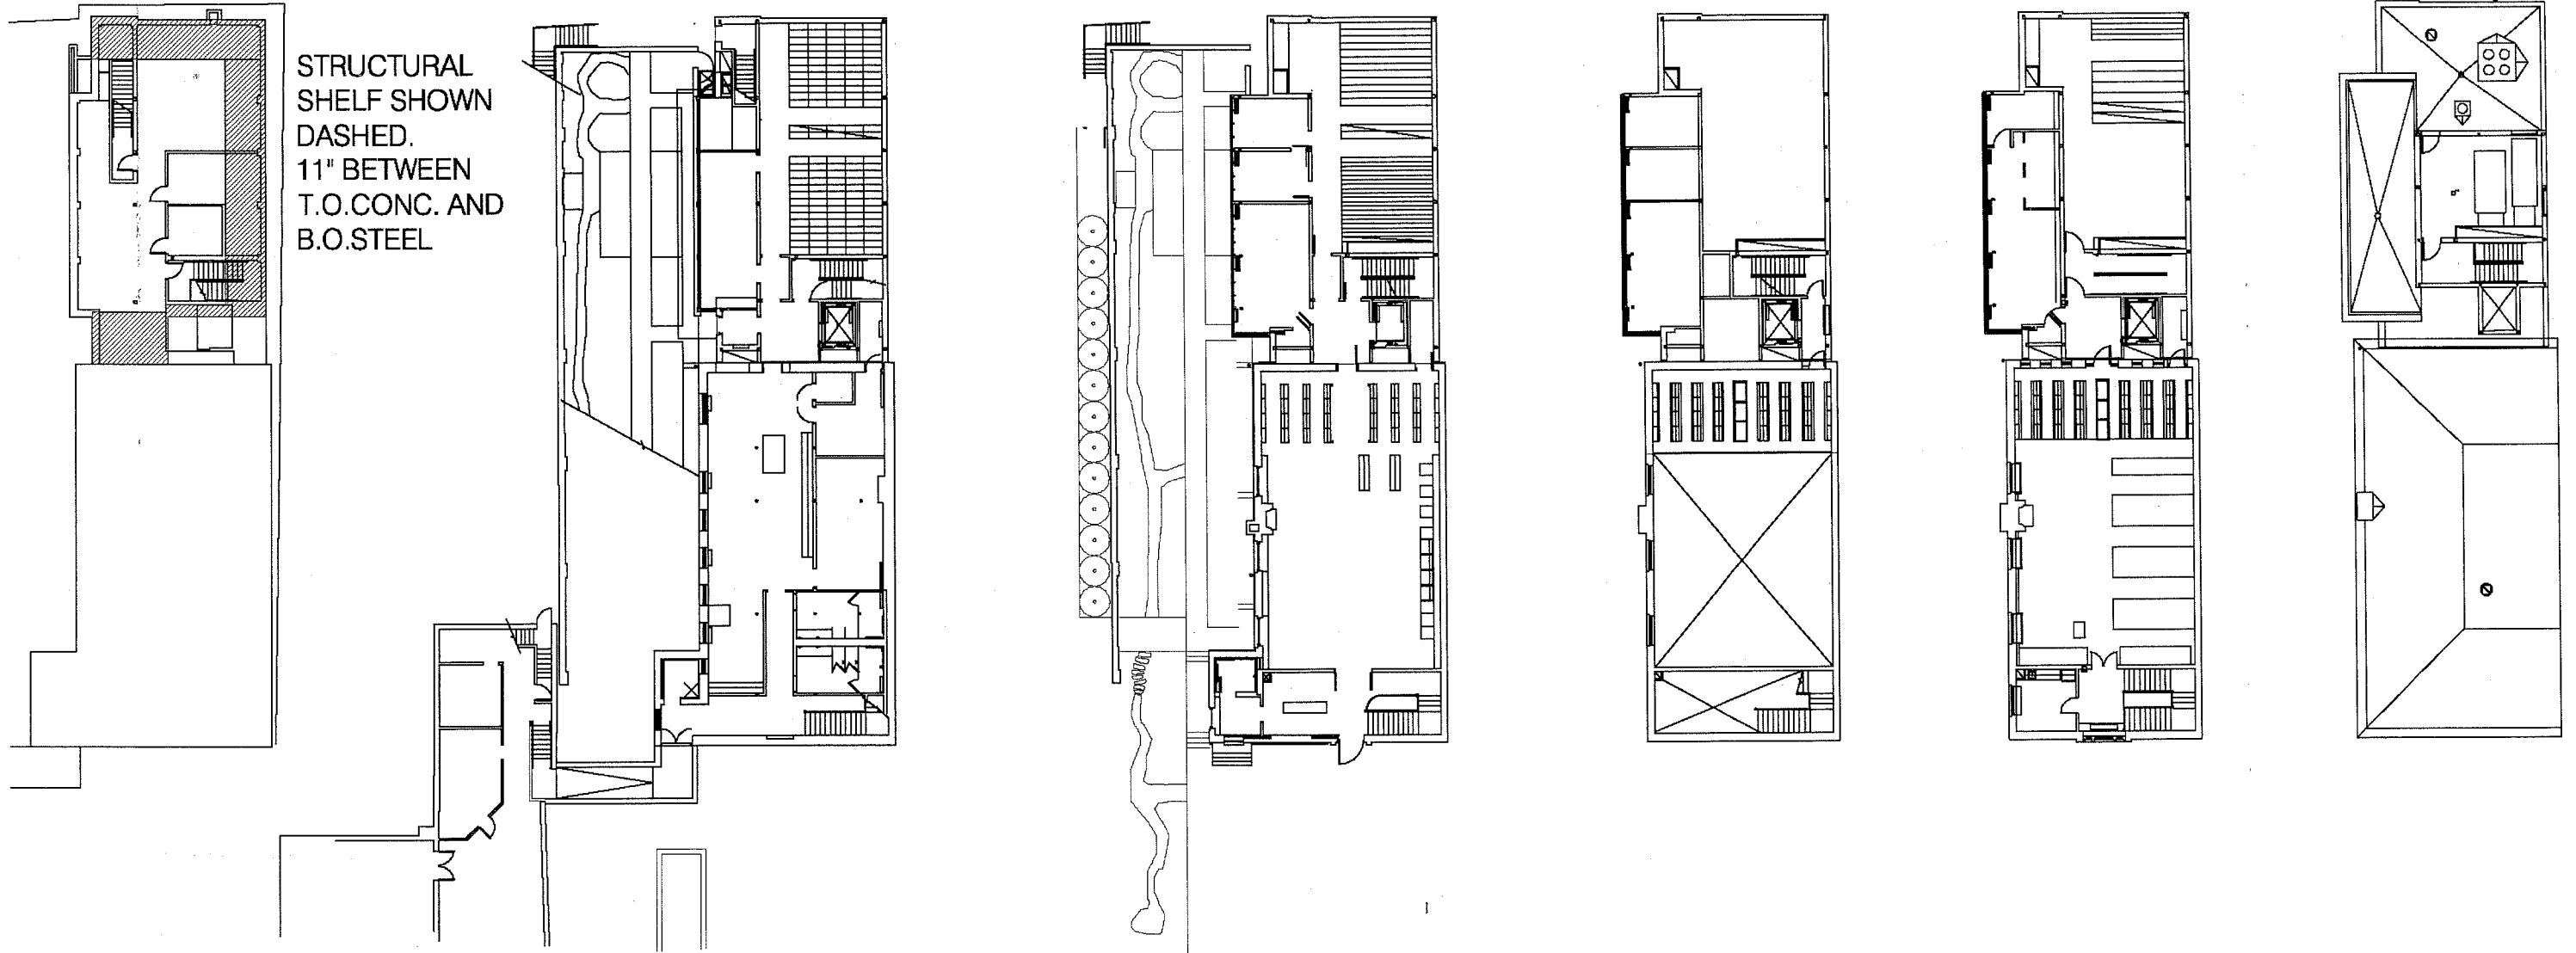 STRUCTURAL
SHELF SHOWN
DASHED.
11" BETWEEN
T.O.CONC. AND
B.O.STEEL